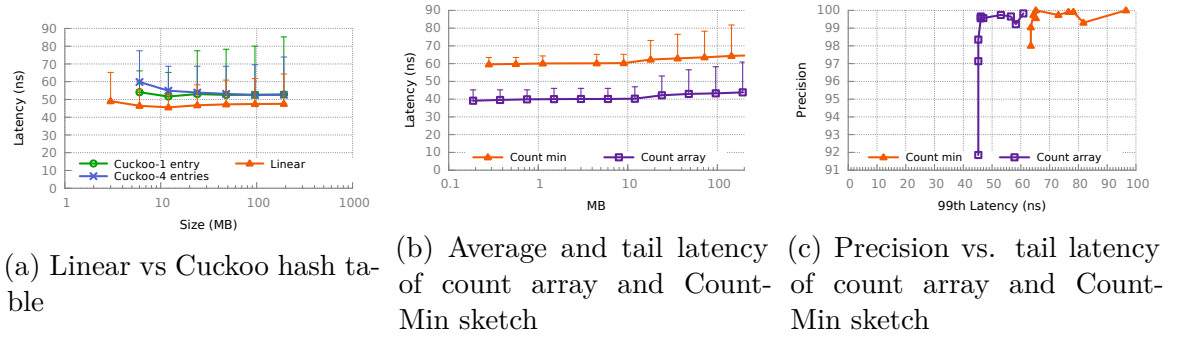 90
80
70
60
50
40
30
20
10
0
Latency (ns)
Cuckoo-1 entry
Cuckoo-4 entries
Linear
1 10 100 1000
Size (MB)
(a) Linear vs Cuckoo hash ta-
ble
90
80
70
60
50
40
30
20
10
0
Latency (ns)
Count min Count array
0.1 1 10 100
MB
(b) Average and tail latency
of count array and Count-
Min sketch
100
99
98
97
96
95
94
93
92
91
Precision
Count min Count array
0 10 20 30 40 50 60 70 80 90 100
99th Latency (ns)
(c) Precision vs. tail latency
of count array and Count-
Min sketch